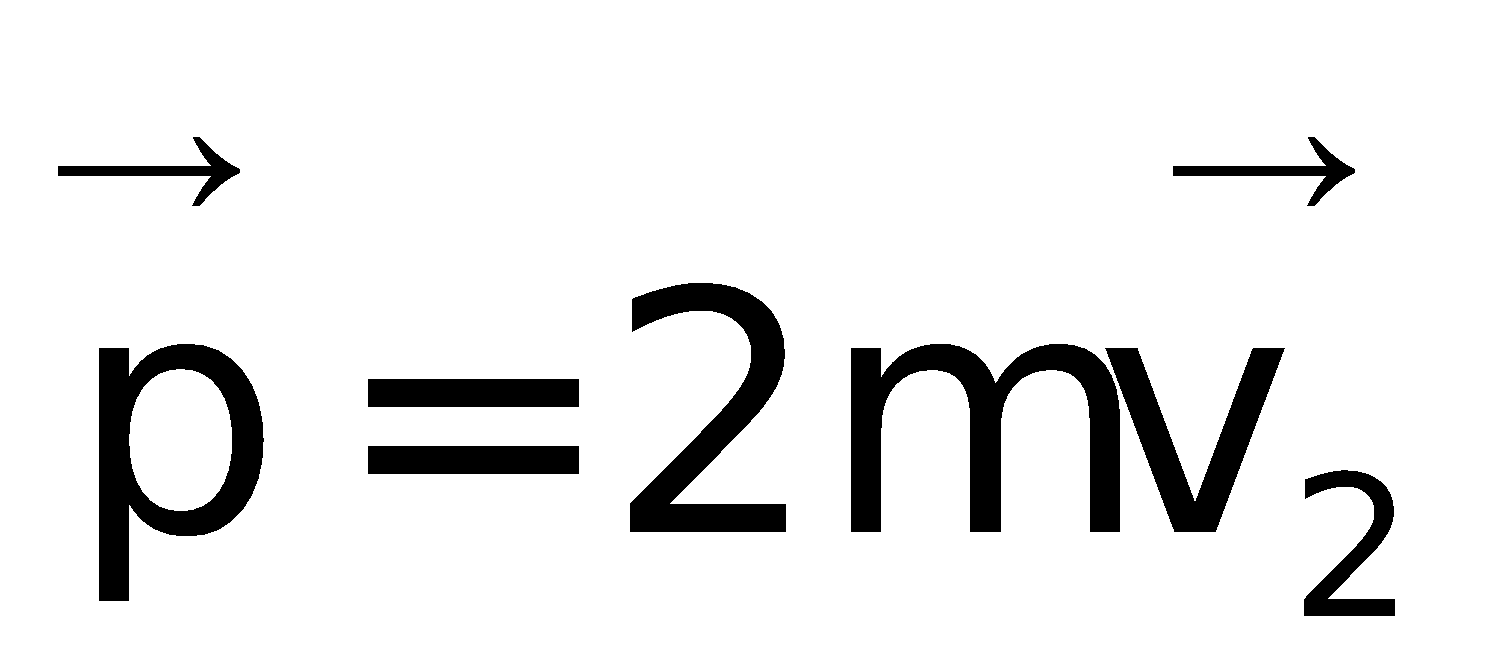 p⃗ = 2mv⃗₂